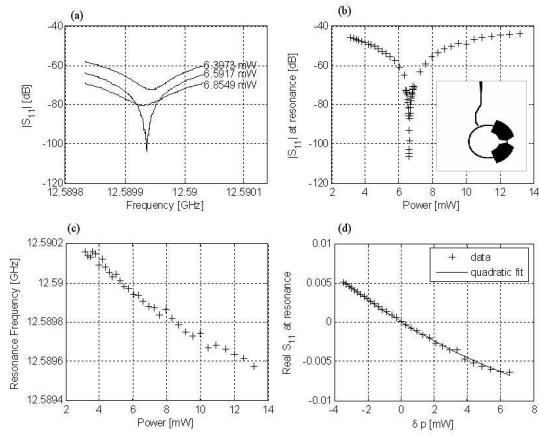 (a)
-40
-60
-80
-100
-120
|S11| [dB]
6.3973 mW
6.5917 mW
6.8549 mW
12.5898
12.5899
12.59
12.5901
Frequency [GHz]
(b)
-40
-60
-80
-100
-120
|S11| at resonance
[dB]
0
2
4
6
8
10
12
14
Power [mW]
(c)
12.5902
12.59
12.5898
12.5896
12.5894
Resonance Frequency [GHz]
2
4
6
8
10
12
14
Power [mW]
(d)
0.01
0.005
0
-0.005
-0.01
Real S11 at resonance
data
quadratic fit
-4
-2
0
2
4
6
8
δ p [mW]